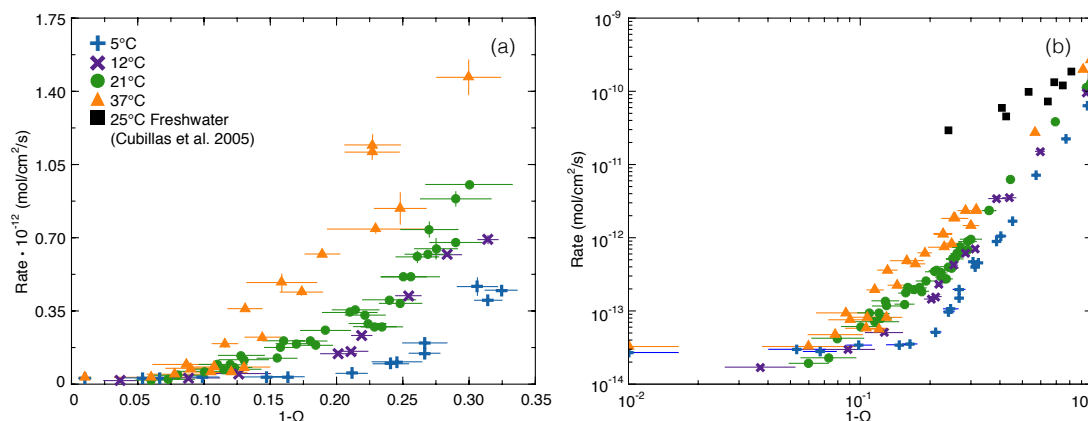 1.75
1.40
1.05
0.70
0.35
0
Rate · 10⁻¹² (mol/cm²/s)
(a)
5°C
12°C
21°C
37°C
25°C Freshwater
(Cubillas et al. 2005)
0 0.05 0.10 0.15 0.20 0.25 0.30 0.35
1-Ω
(b)
10⁻⁹
10⁻¹⁰
10⁻¹¹
10⁻¹²
10⁻¹³
10⁻¹⁴
Rate (mol/cm²/s)
10⁻² 10⁻¹
1-Ω